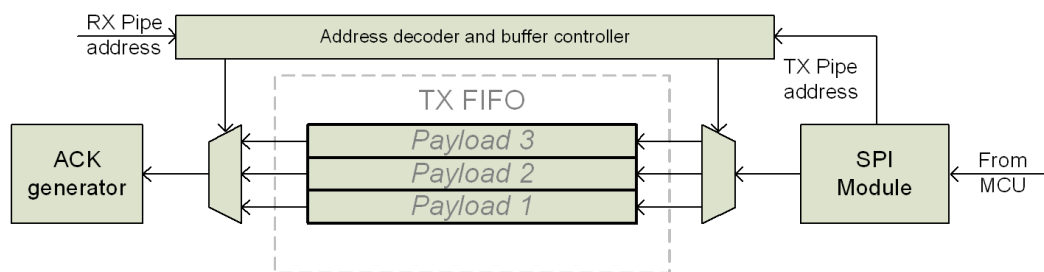 RX Pipe
address
Address decoder and buffer controller
TX Pipe
address
TX FIFO
Payload 3
Payload 2
Payload 1
ACK
generator
SPI
Module
From
MCU